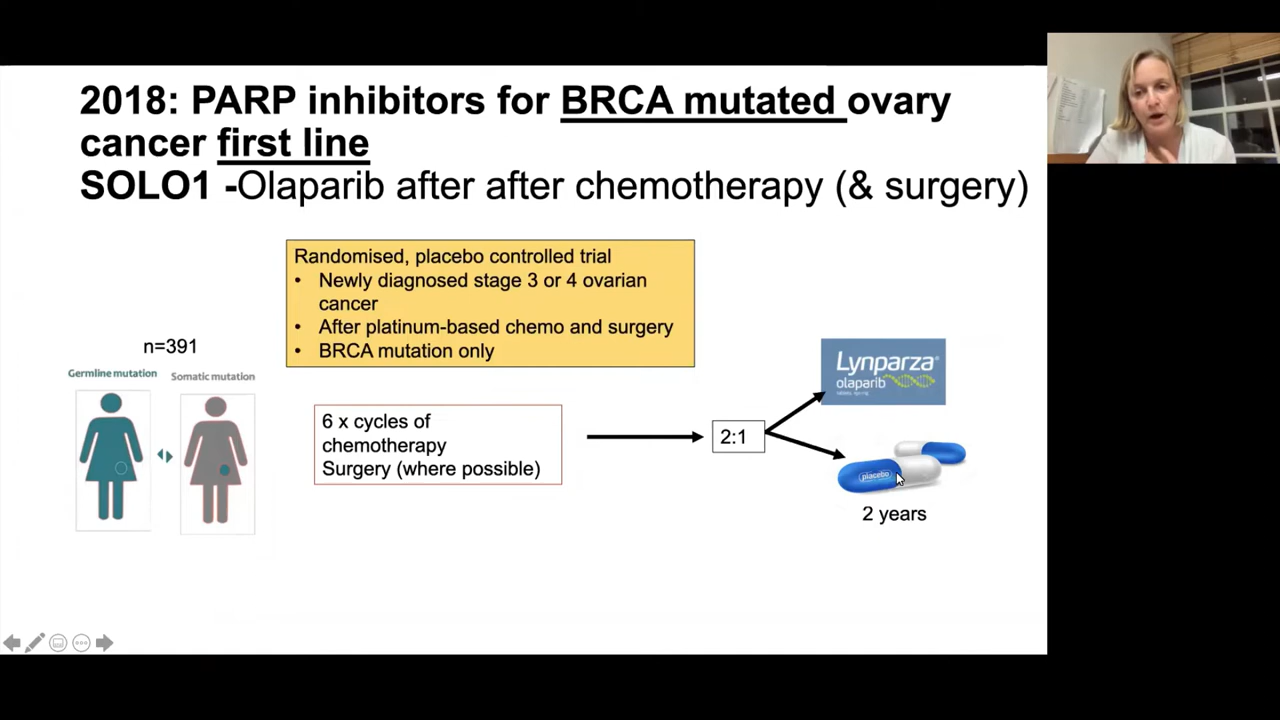 2018: PARP inhibitors for BRCA mutated ovary
cancer first line
SOLO1 -Olaparib after after chemotherapy (& surgery)
Randomised, placebo controlled trial
• Newly diagnosed stage 3 or 4 ovarian
cancer
• After platinum-based chemo and surgery
• BRCA mutation only
n=391
Germline mutation
Somatic mutation
6 x cycles of
chemotherapy
Surgery (where possible)
2:1
Lynparza®
olaparib
placebo
2 years